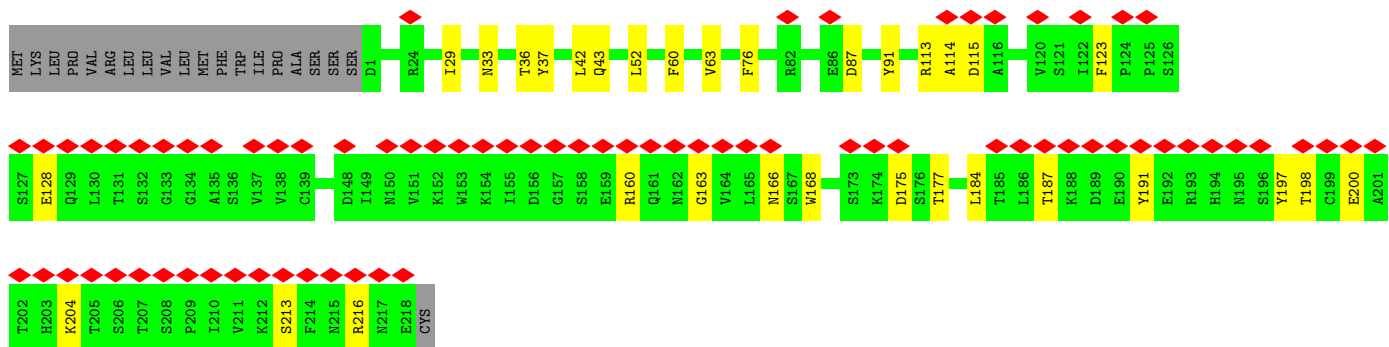 MET LYS LEU PRO VAL ARG LEU LEU VAL LEU MET PHE TRP ILE PRO ALA SER SER SER D1 R24 I29 N33 T36 Y37 L42 Q43 L52 F60 V63 F76 R82 E86 D87 Y91 R113 A114 D115 A116 V120 S121 I122 F123 P124 P125 S126
S127 E128 Q129 L130 T131 S132 G133 G134 A135 S136 V137 V138 C139 D148 I149 N150 V151 K152 W153 K154 I155 D156 G157 S158 E159 R160 Q161 N162 G163 V164 L165 N166 S167 W168 S173 K174 D175 S176 T177 L184 T185 L186 T187 K188 D189 E190 Y191 E192 R193 H194 N195 S196 Y197 T198 C199 E200 A201
T202 H203 K204 T205 S206 T207 S208 P209 I210 V211 K212 S213 F214 N215 R216 N217 E218 CYS